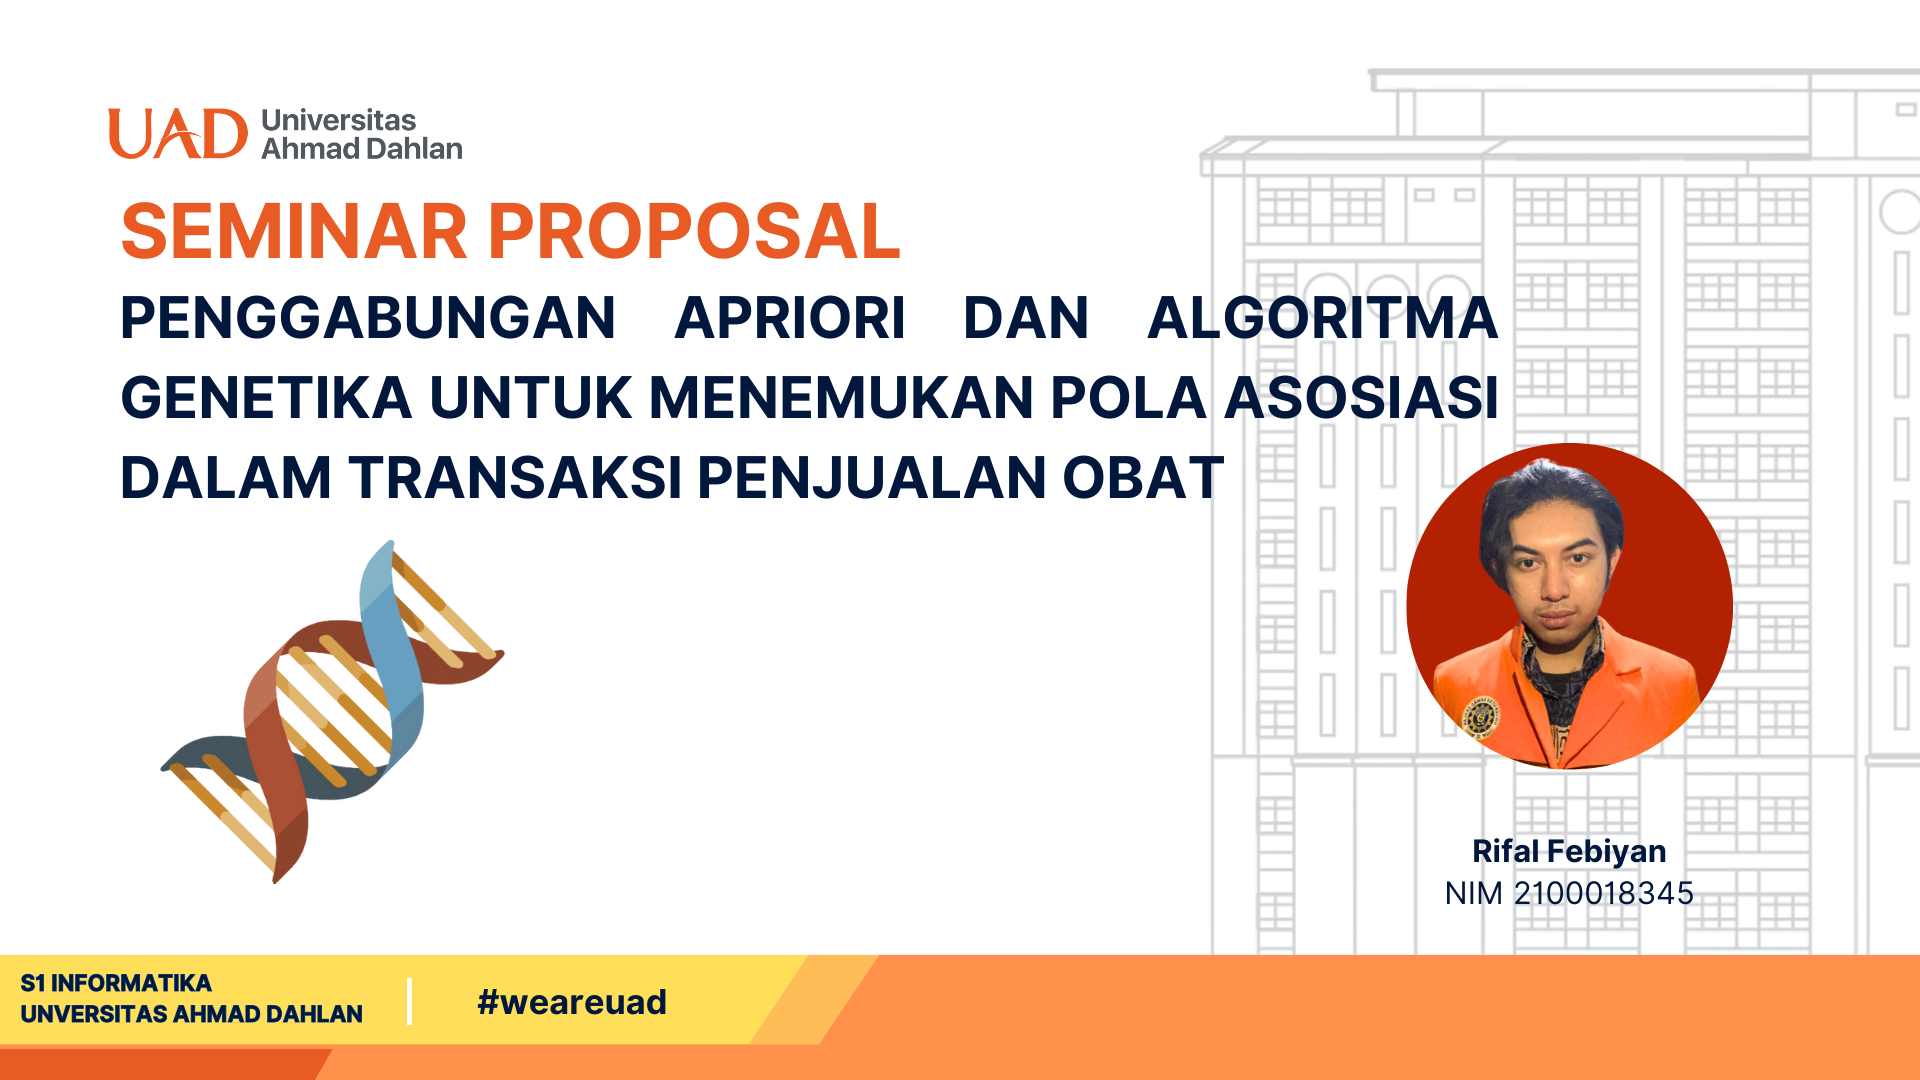 UAD Universitas
Ahmad Dahlan
SEMINAR PROPOSAL
PENGGABUNGAN APRIORI DAN ALGORITMA
GENETIKA UNTUK MENEMUKAN POLA ASOSIASI
DALAM TRANSAKSI PENJUALAN OBAT
Rifal Febiyan
NIM 2100018345
S1 INFORMATIKA
UNVERSITAS AHMAD DAHLAN
#weareuad